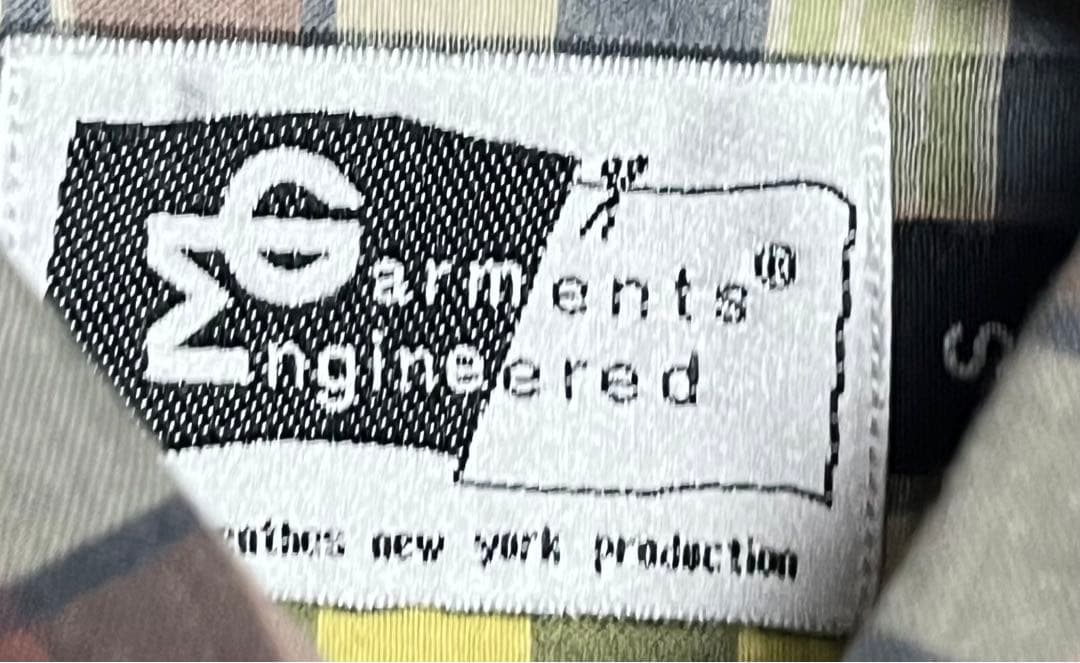 Garments®
Engineered
new york production
S